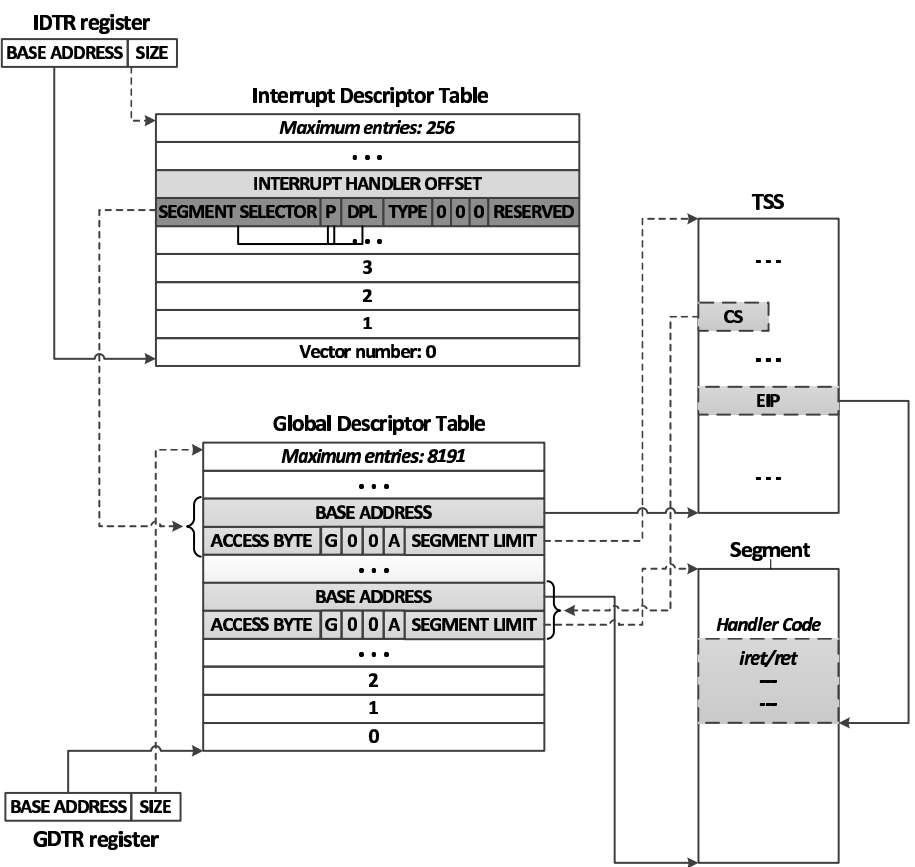 IDTR register
BASE ADDRESS SIZE
Interrupt Descriptor Table
Maximum entries: 256
...
INTERRUPT HANDLER OFFSET
SEGMENT SELECTOR P DPL TYPE 0 0 0 RESERVED
...
3
2
1
Vector number: 0
TSS
...
CS
...
EIP
...
Global Descriptor Table
Maximum entries: 8191
...
BASE ADDRESS
ACCESS BYTE G 0 0 A SEGMENT LIMIT
...
BASE ADDRESS
ACCESS BYTE G 0 0 A SEGMENT LIMIT
...
2
1
0
Segment
Handler Code
iret/ret
BASE ADDRESS SIZE
GDTR register